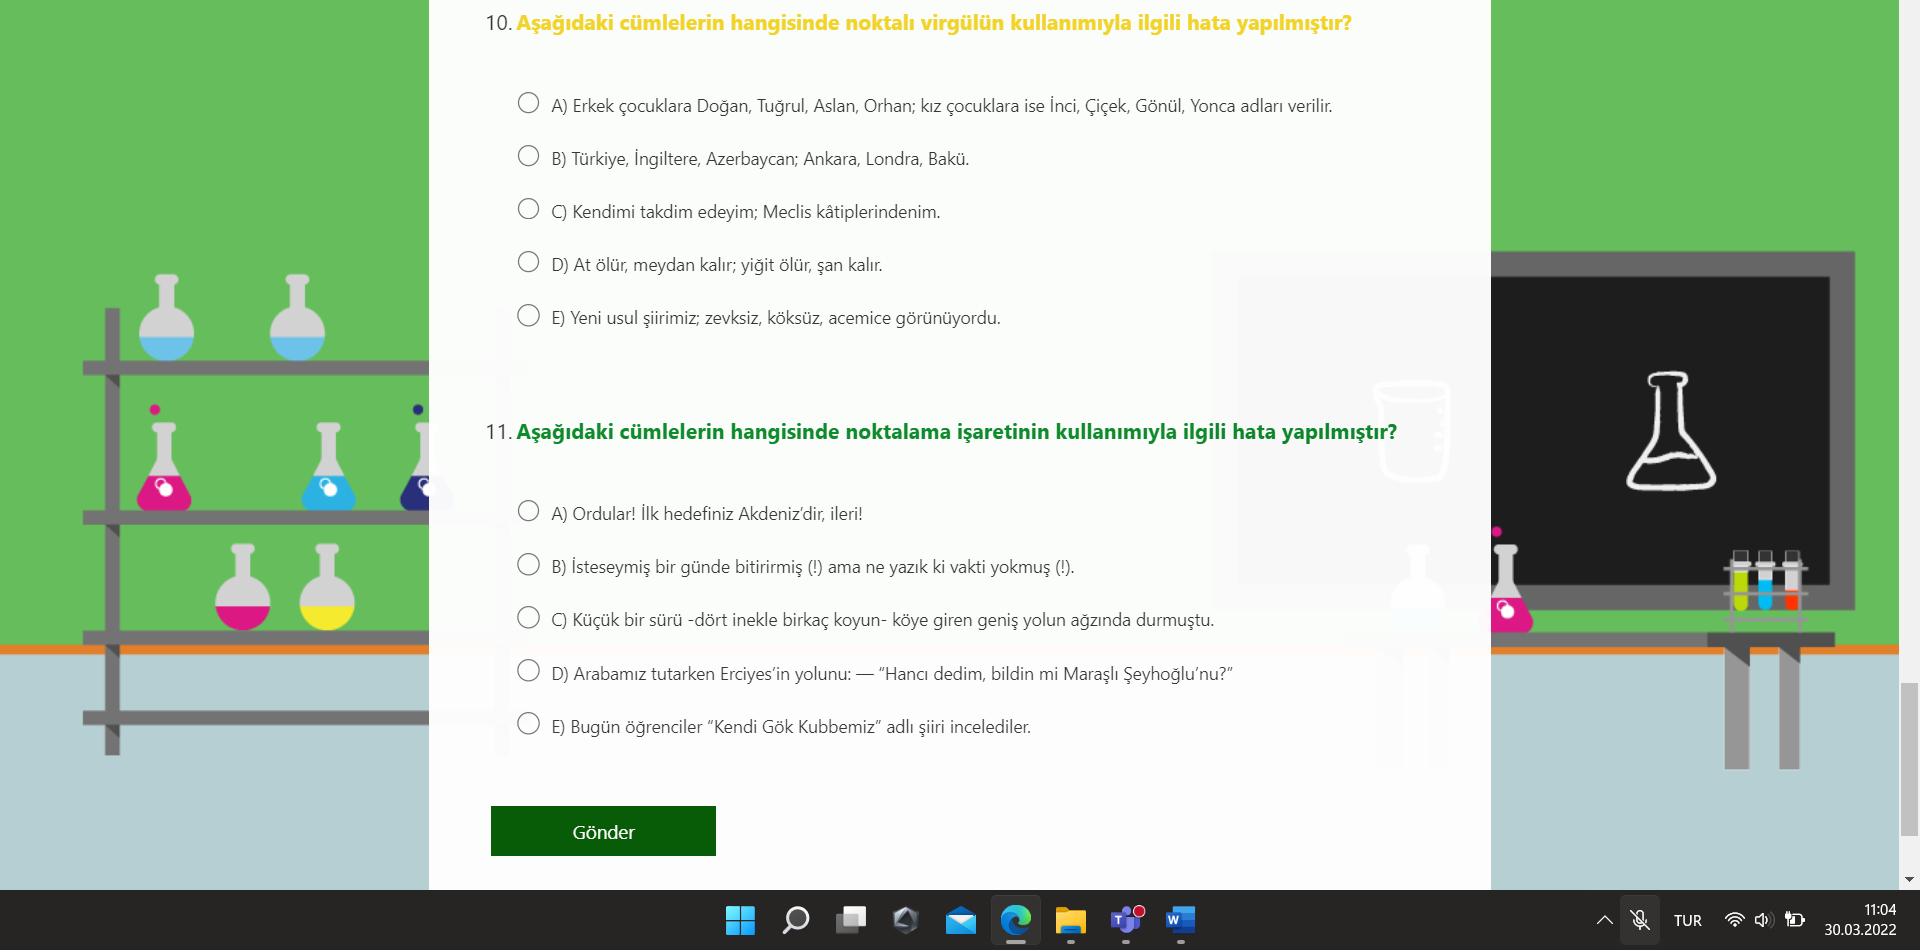 10. Aşağıdaki cümlelerin hangisinde noktalı virgülün kullanımıyla ilgili hata yapılmıştır?
A) Erkek çocuklara Doğan, Tuğrul, Aslan, Orhan; kız çocuklara ise İnci, Çiçek, Gönül, Yonca adları verilir.
B) Türkiye, İngiltere, Azerbaycan; Ankara, Londra, Bakü.
C) Kendimi takdim edeyim; Meclis kâtiplerindenim.
D) At ölür, meydan kalır; yiğit ölür, şan kalır.
E) Yeni usul şiirimiz; zevksiz, köksüz, acemice görünüyordu.
11. Aşağıdaki cümlelerin hangisinde noktalama işaretinin kullanımıyla ilgili hata yapılmıştır?
A) Ordular! İlk hedefiniz Akdeniz’dir, ileri!
B) İsteseymiş bir günde bitirirmiş (!) ama ne yazık ki vakti yokmuş (!).
C) Küçük bir sürü -dört inekle birkaç koyun- köye giren geniş yolun ağzında durmuştu.
D) Arabamız tutarken Erciyes’in yolunu: — “Hancı dedim, bildin mi Maraşlı Şeyhoğlu’nu?”
E) Bugün öğrenciler “Kendi Gök Kubbemiz” adlı şiiri incelediler.
Gönder
T
W
TUR
11:04
30.03.2022